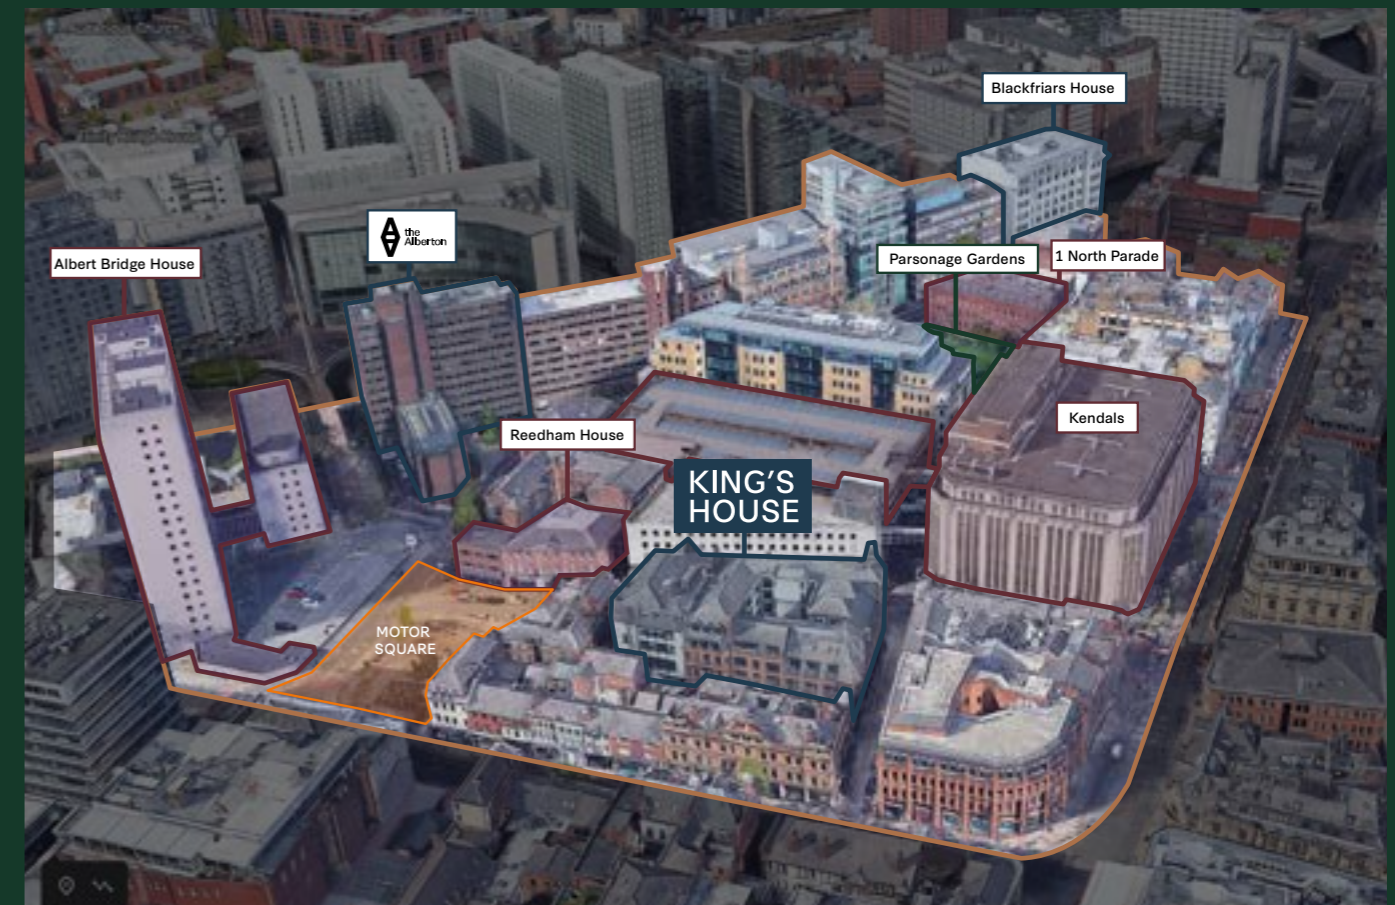 Blackfriars House
the
Alberton
Albert Bridge House
Parsonage Gardens
1 North Parade
Kendals
Reedham House
KING'S
HOUSE
MOTOR
SQUARE